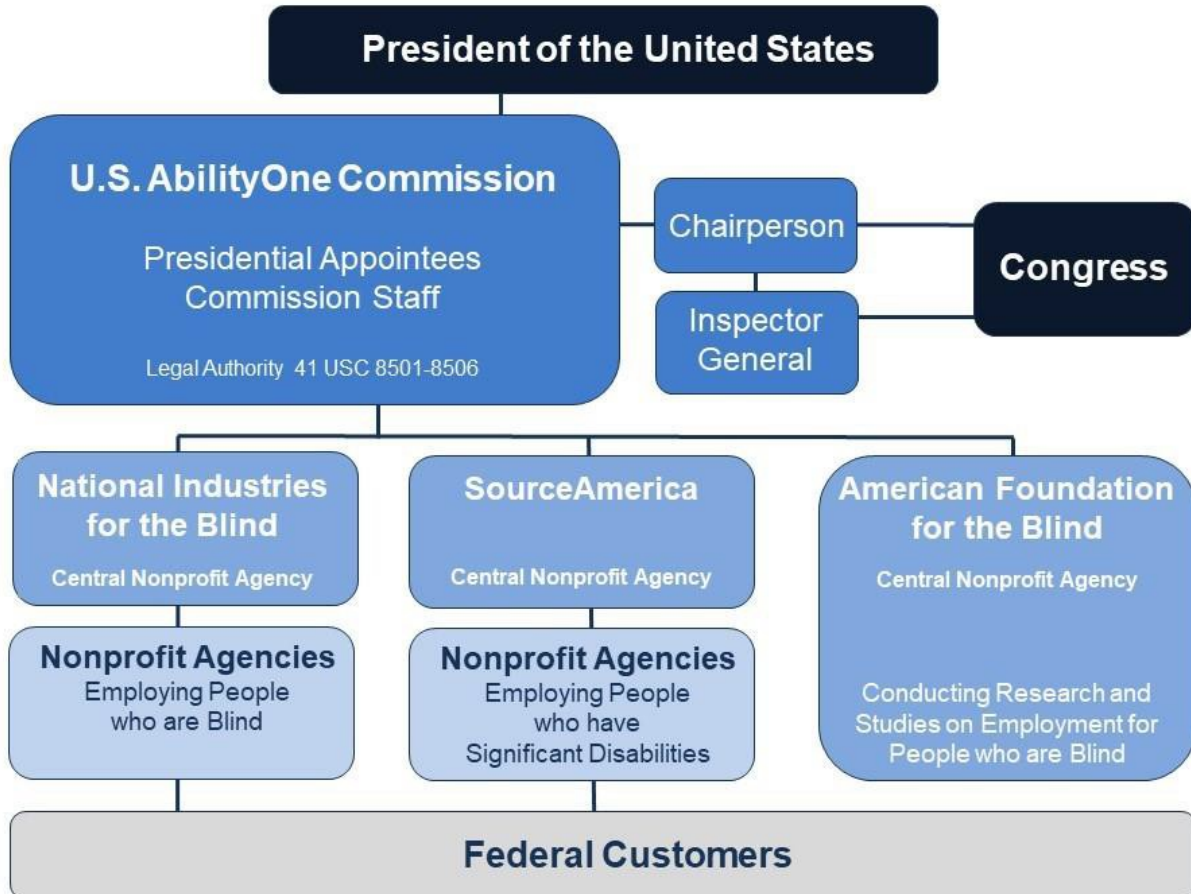 President of the United States
U.S. AbilityOne Commission
Presidential Appointees
Commission Staff
Legal Authority 41 USC 8501-8506
Chairperson
Inspector
General
Congress
National Industries
for the Blind
Central Nonprofit Agency
SourceAmerica
Central Nonprofit Agency
American Foundation
for the Blind
Central Nonprofit Agency
Nonprofit Agencies
Employing People
who are Blind
Nonprofit Agencies
Employing People
who have
Significant Disabilities
Conducting Research and
Studies on Employment for
People who are Blind
Federal Customers